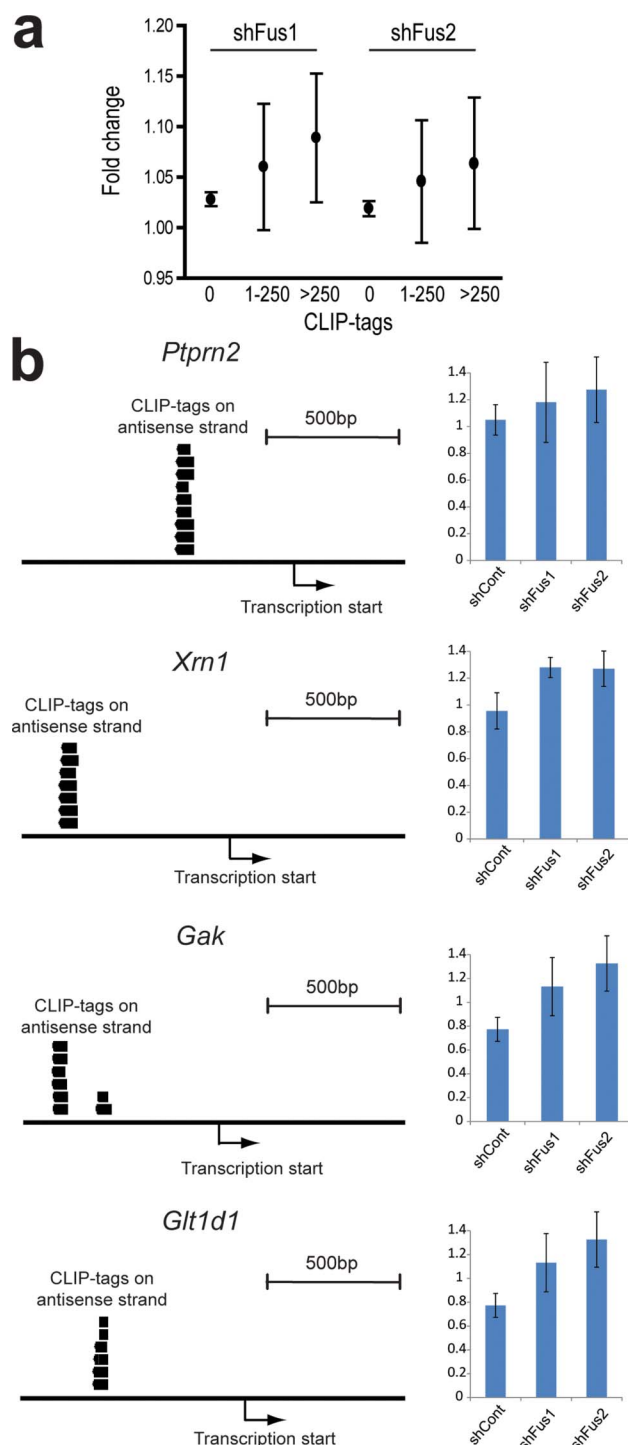 a
shFus1 shFus2
Fold change
1.20
1.15
1.10
1.05
1.00
0.95
0 1-250 >250 0 1-250 >250
CLIP-tags
b
Ptprn2
CLIP-tags on
antisense strand
500bp
Transcription start
1.4
1.2
1
0.8
0.6
0.4
0.2
0
shCont shFus1 shFus2
Xrn1
CLIP-tags on
antisense strand
500bp
Transcription start
1.4
1.2
1
0.8
0.6
0.4
0.2
0
shCont shFus1 shFus2
Gak
CLIP-tags on
antisense strand
500bp
Transcription start
1.4
1.2
1
0.8
0.6
0.4
0.2
0
shCont shFus1 shFus2
Glt1d1
CLIP-tags on
antisense strand
500bp
Transcription start
1.4
1.2
1
0.8
0.6
0.4
0.2
0
shCont shFus1 shFus2